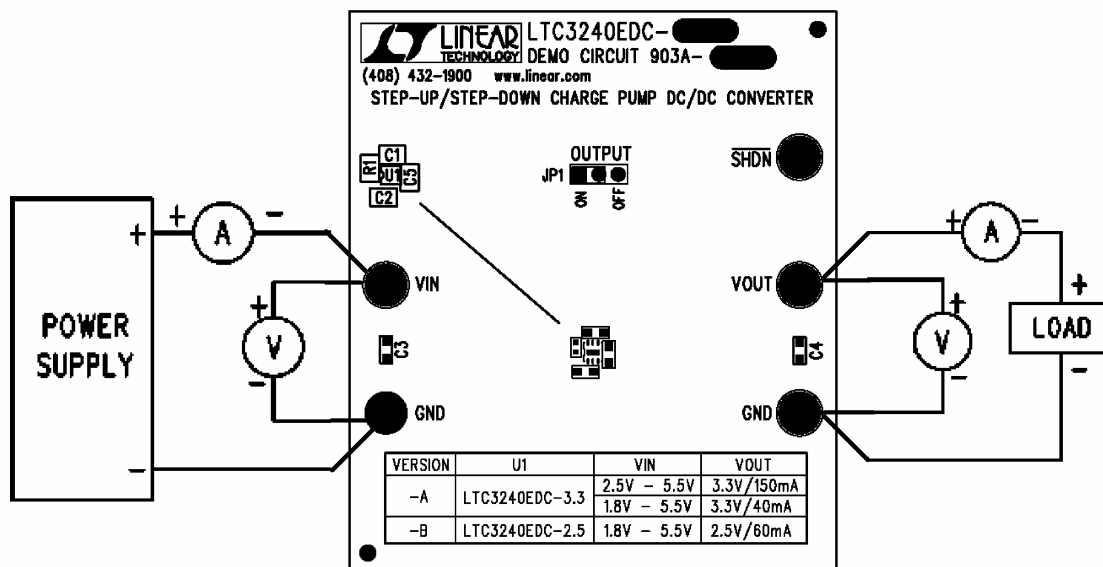 LINEAR
TECHNOLOGY
LTC3240EDC-
DEMO CIRCUIT 903A-
(408) 432-1900 www.linear.com
STEP-UP/STEP-DOWN CHARGE PUMP DC/DC CONVERTER
R1
C1
U1
C5
C2
OUTPUT
JP1
ON
OFF
SHDN
POWER
SUPPLY
+
-
+ A -
+
V
-
VIN
C3
GND
VOUT
C4
GND
+ A -
+
V
-
+
LOAD
-
VERSION U1 VIN VOUT
-A LTC3240EDC-3.3 2.5V - 5.5V 3.3V/150mA
1.8V - 5.5V 3.3V/40mA
-B LTC3240EDC-2.5 1.8V - 5.5V 2.5V/60mA